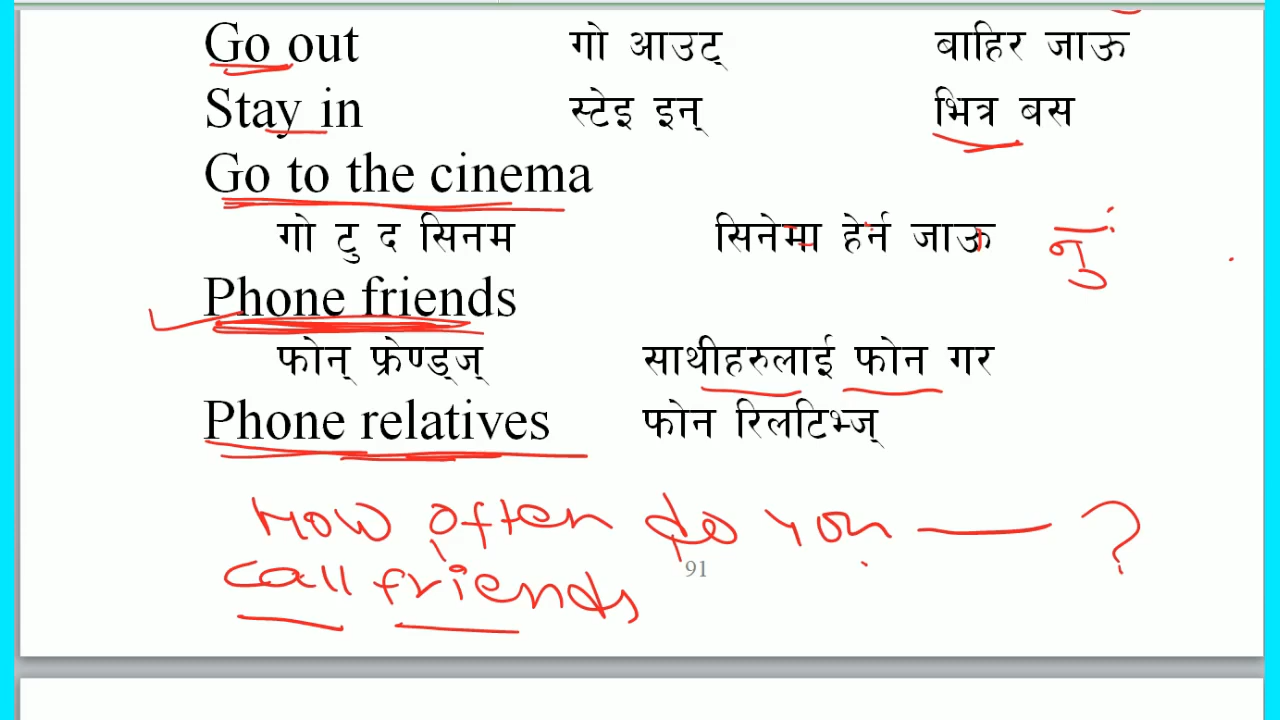 Go out गो आउट् बाहिर जाऊ
Stay in स्टेइ इन् भित्र बस
Go to the cinema
गो टु द सिनम सिनेमा हेर्न जाऊ नु
Phone friends
फोन् फ्रेण्ड्ज् साथीहरुलाई फोन गर
Phone relatives फोन रिलटिभ्ज्
How often do you — ?
call friends
91